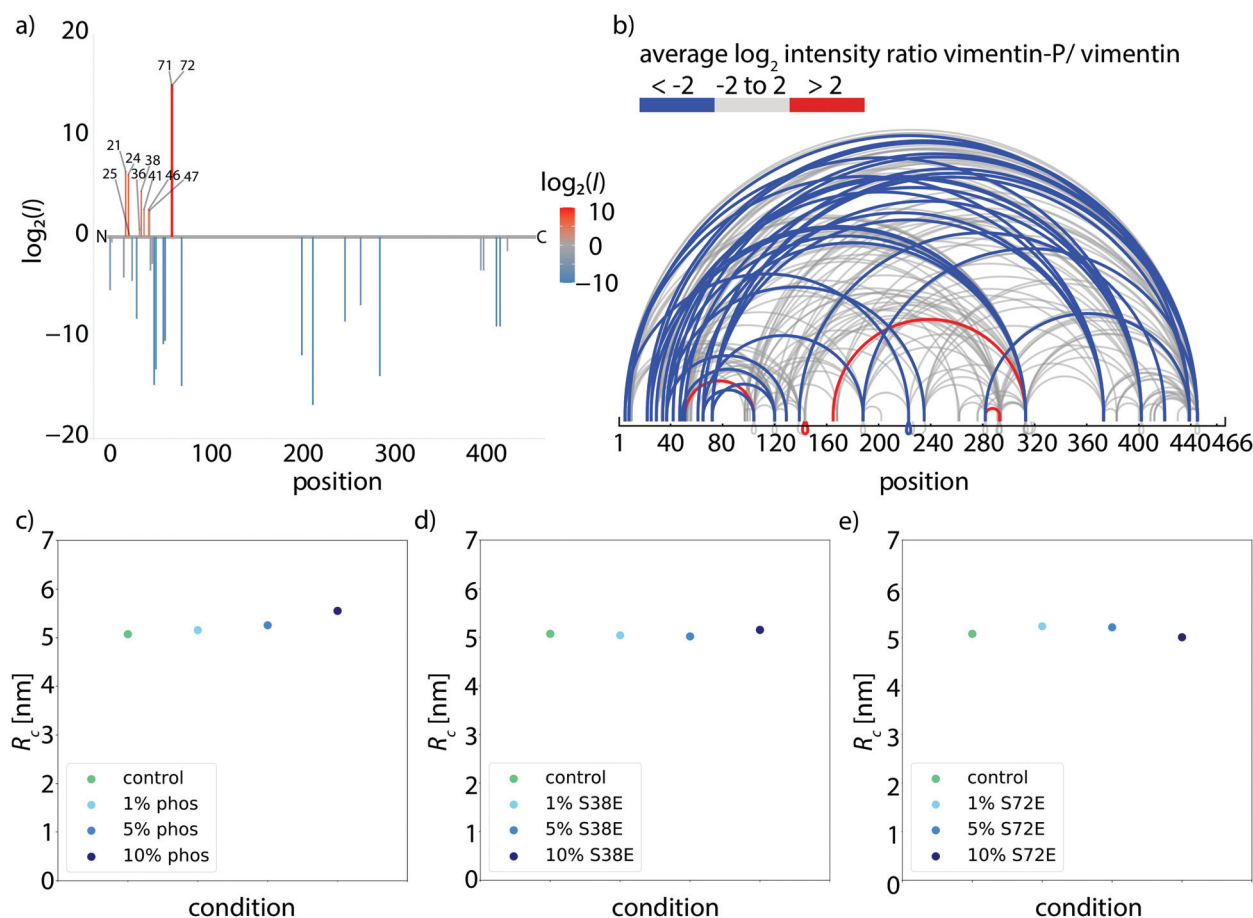 a)
20
10
0
−10
−20
log₂(I)
71 72
21
24 38
25 36 41 46 47
N
C
0 100 200 300 400
position
log₂(I)
10
0
−10
b)
average log₂ intensity ratio vimentin-P/ vimentin
< -2 -2 to 2 > 2
1 40 80 120 160 200 240 280 320 360 400 440 466
position
c)
7
6
5
4
3
2
1
0
R_c [nm]
control
1% phos
5% phos
10% phos
condition
d)
7
6
5
4
3
2
1
0
R_c [nm]
control
1% S38E
5% S38E
10% S38E
condition
e)
7
6
5
4
3
2
1
0
R_c [nm]
control
1% S72E
5% S72E
10% S72E
condition